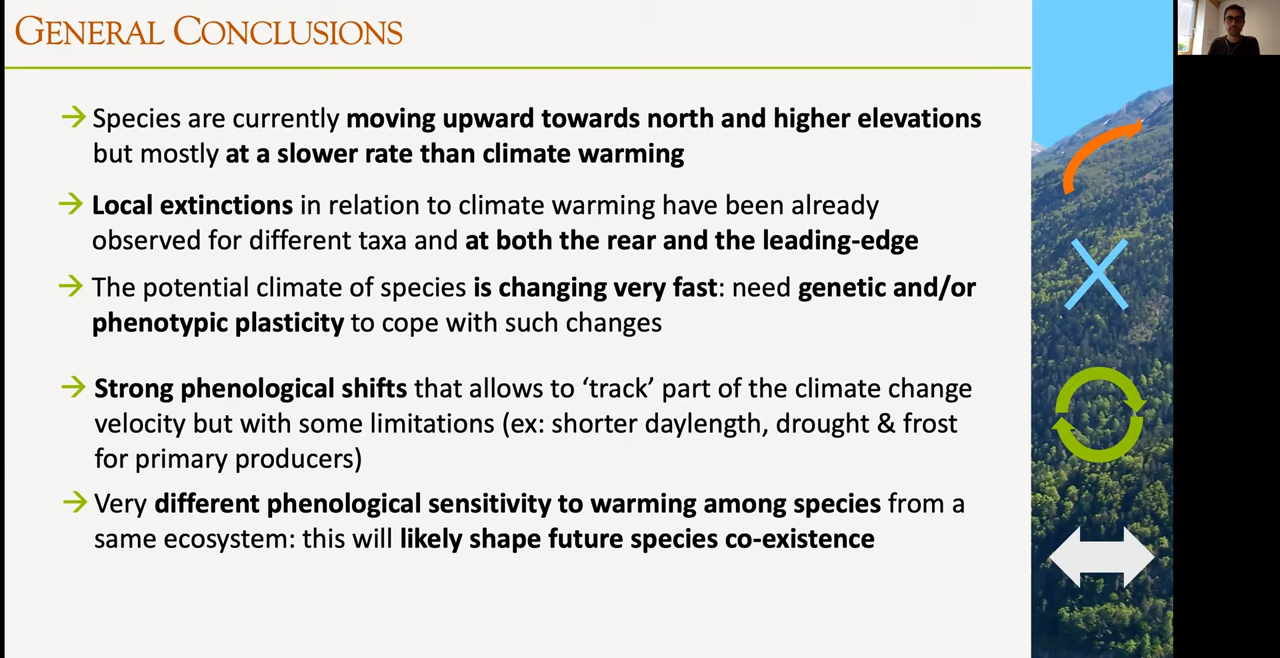 GENERAL CONCLUSIONS
→ Species are currently moving upward towards north and higher elevations
but mostly at a slower rate than climate warming
→ Local extinctions in relation to climate warming have been already
observed for different taxa and at both the rear and the leading-edge
→ The potential climate of species is changing very fast: need genetic and/or
phenotypic plasticity to cope with such changes
→ Strong phenological shifts that allows to ‘track’ part of the climate change
velocity but with some limitations (ex: shorter daylength, drought & frost
for primary producers)
→ Very different phenological sensitivity to warming among species from a
same ecosystem: this will likely shape future species co-existence